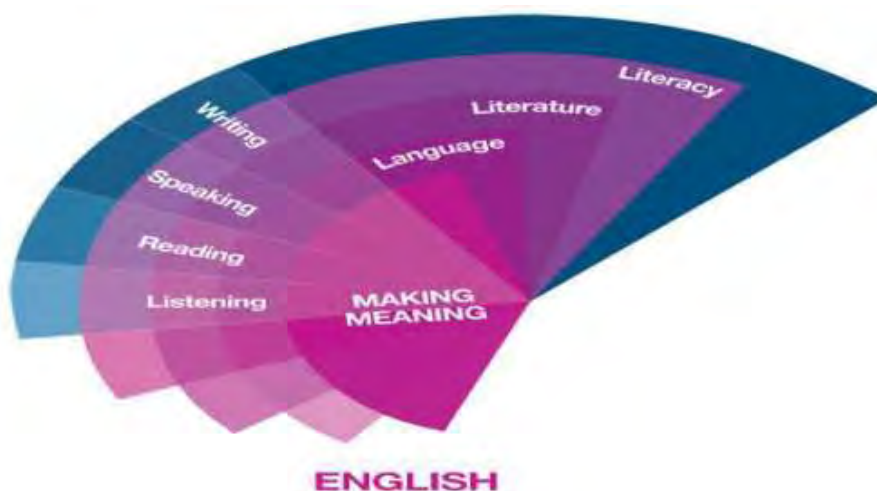 Literacy
Literature
Language
Writing
Speaking
Reading
Listening
MAKING
MEANING
ENGLISH